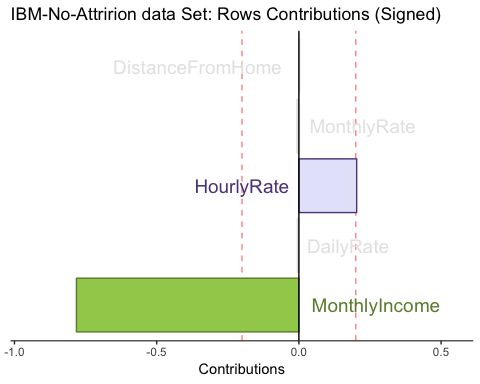 IBM-No-Attririon data Set: Rows Contributions (Signed)
DistanceFromHome
MonthlyRate
HourlyRate
DailyRate
MonthlyIncome
-1.0 -0.5 0.0 0.5
Contributions